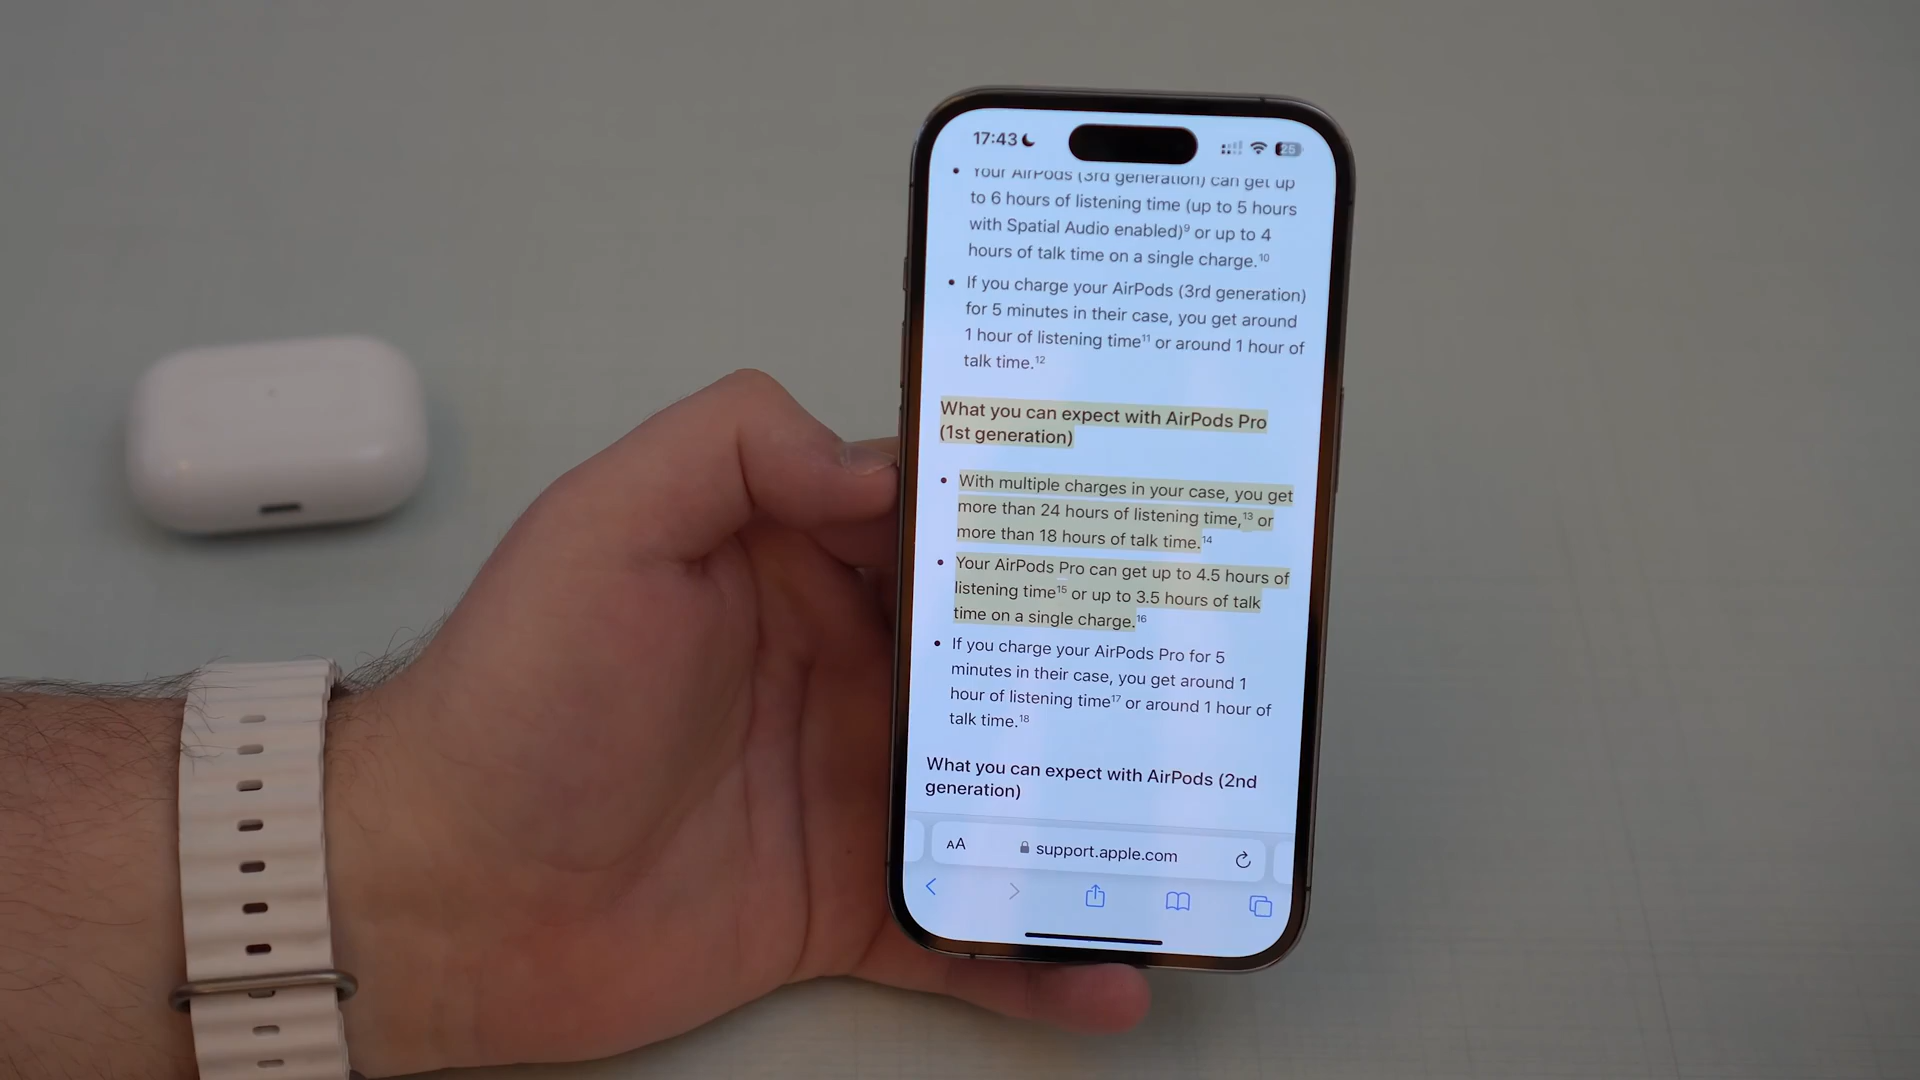 17:43
25
Your AirPods (3rd generation) can get up
to 6 hours of listening time (up to 5 hours
with Spatial Audio enabled)⁹ or up to 4
hours of talk time on a single charge.¹⁰
If you charge your AirPods (3rd generation)
for 5 minutes in their case, you get around
1 hour of listening time¹¹ or around 1 hour of
talk time.¹²
What you can expect with AirPods Pro
(1st generation)
With multiple charges in your case, you get
more than 24 hours of listening time,¹³ or
more than 18 hours of talk time.¹⁴
Your AirPods Pro can get up to 4.5 hours of
listening time¹⁵ or up to 3.5 hours of talk
time on a single charge.¹⁶
If you charge your AirPods Pro for 5
minutes in their case, you get around 1
hour of listening time¹⁷ or around 1 hour of
talk time.¹⁸
What you can expect with AirPods (2nd
generation)
AA support.apple.com